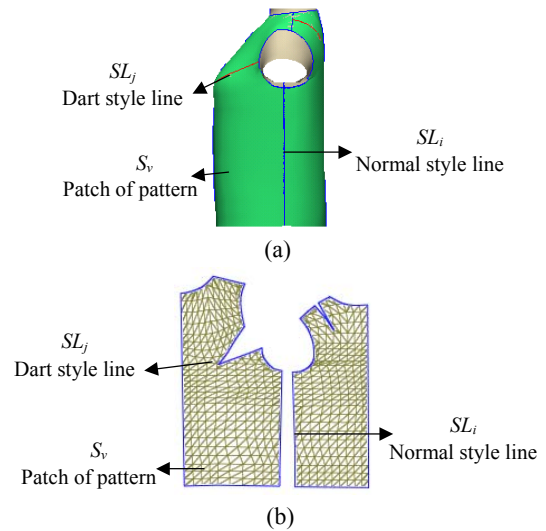 SLj
Dart style line
Sv
Patch of pattern
SLi
Normal style line
(a)
SLj
Dart style line
SLi
Normal style line
Sv
Patch of pattern
(b)